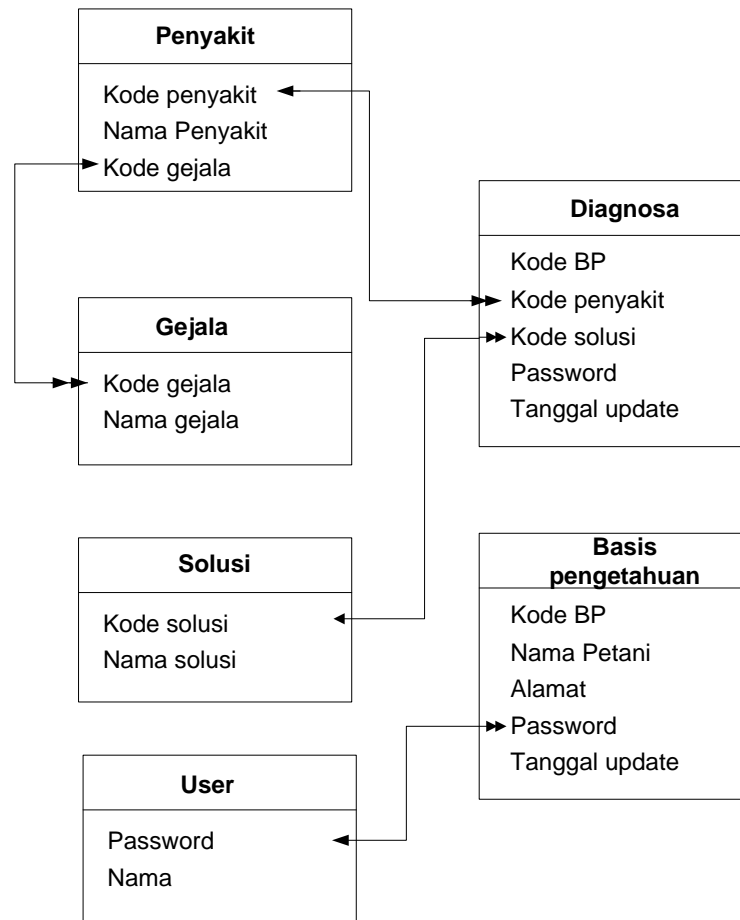 Penyakit
Kode penyakit
Nama Penyakit
Kode gejala
Diagnosa
Kode BP
Kode penyakit
Kode solusi
Password
Tanggal update
Gejala
Kode gejala
Nama gejala
Solusi
Kode solusi
Nama solusi
Basis
pengetahuan
Kode BP
Nama Petani
Alamat
Password
Tanggal update
User
Password
Nama